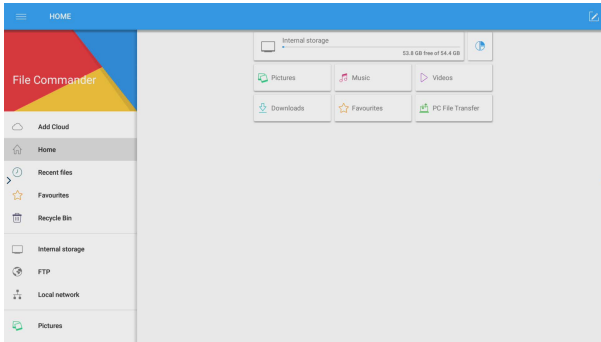 HOME
File Commander
Add Cloud
Home
Recent files
Favourites
Recycle Bin
Internal storage
FTP
Local network
Pictures
Internal storage
53.8 GB free of 54.4 GB
Pictures
Music
Videos
Downloads
Favourites
PC File Transfer